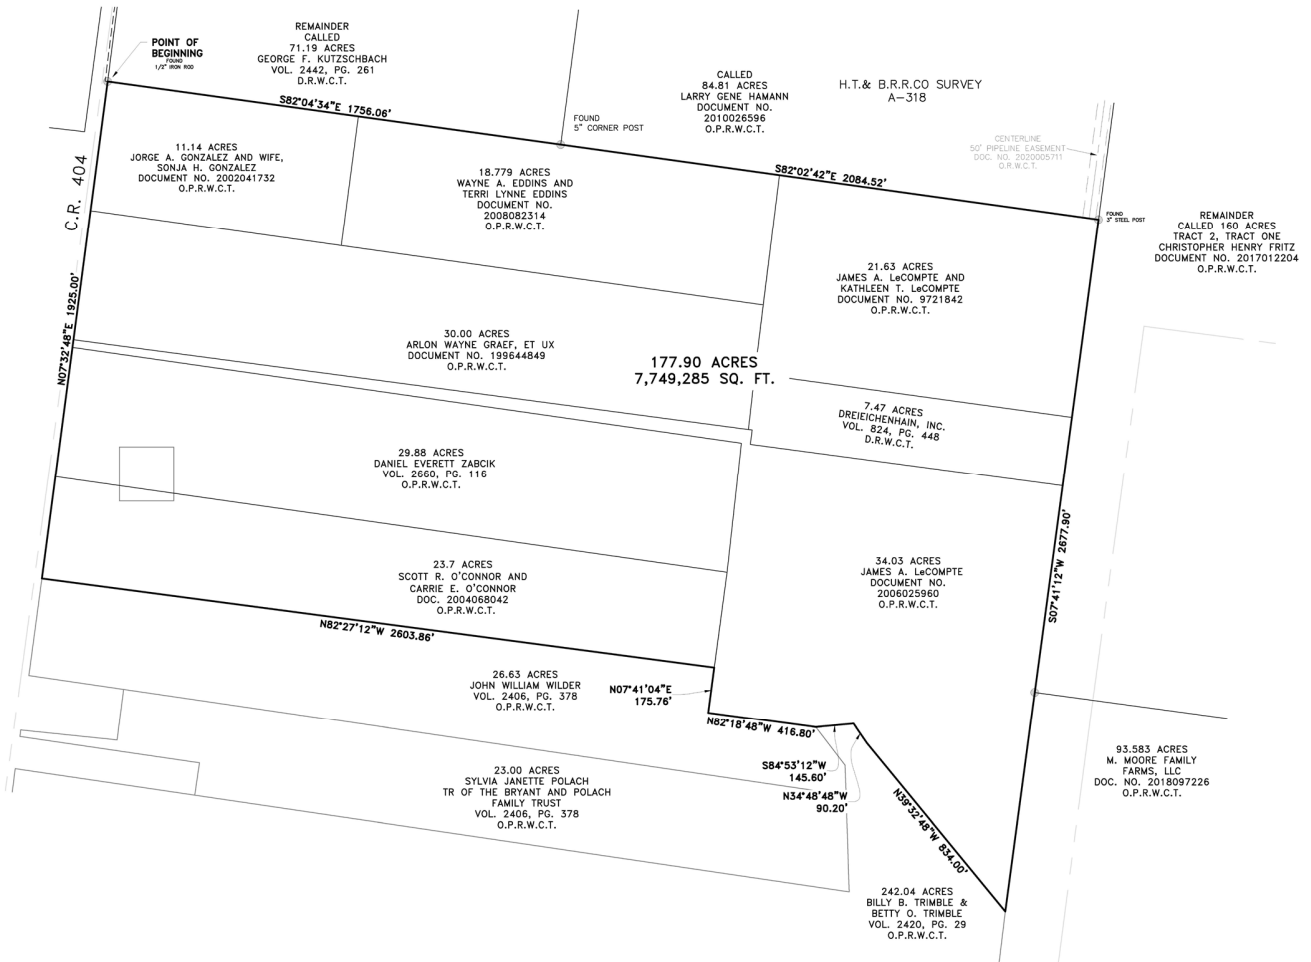 REMAINDER
CALLED
71.19 ACRES
GEORGE F. KUTZSCHBACH
VOL. 2442, PG. 261
D.R.W.C.T.
POINT OF
BEGINNING
FOUND
1/2" IRON ROD
CALLED
84.81 ACRES
LARRY GENE HAMANN
DOCUMENT NO.
2010026596
O.P.R.W.C.T.
H.T.& B.R.R.CO SURVEY
A-318
S82°04'34"E 1756.06'
FOUND
5" CORNER POST
CENTERLINE
50' PIPELINE EASEMENT
DOC. NO. 2020005711
O.R.W.C.T.
11.14 ACRES
JORGE A. GONZALEZ AND WIFE,
SONJA H. GONZALEZ
DOCUMENT NO. 2002041732
O.P.R.W.C.T.
18.779 ACRES
WAYNE A. EDDINS AND
TERRI LYNNE EDDINS
DOCUMENT NO.
2008082314
O.P.R.W.C.T.
S82°02'42"E 2084.52'
C.R. 404
FOUND
3" STEEL POST
REMAINDER
CALLED 160 ACRES
TRACT 2, TRACT ONE
CHRISTOPHER HENRY FRITZ
DOCUMENT NO. 2017012204
O.P.R.W.C.T.
21.63 ACRES
JAMES A. LeCOMPTE AND
KATHLEEN T. LeCOMPTE
DOCUMENT NO. 9721842
O.P.R.W.C.T.
N07°32'48"E 1925.00'
30.00 ACRES
ARLON WAYNE GRAEF, ET UX
DOCUMENT NO. 199644849
O.P.R.W.C.T.
177.90 ACRES
7,749,285 SQ. FT.
7.47 ACRES
DREIEICHENHAIN, INC.
VOL. 824, PG. 448
D.R.W.C.T.
29.88 ACRES
DANIEL EVERETT ZABCIK
VOL. 2660, PG. 116
O.P.R.W.C.T.
S07°41'12"W 2677.90'
23.7 ACRES
SCOTT R. O'CONNOR AND
CARRIE E. O'CONNOR
DOC. 2004068042
O.P.R.W.C.T.
34.03 ACRES
JAMES A. LeCOMPTE
DOCUMENT NO.
2006025960
O.P.R.W.C.T.
N82°27'12"W 2603.86'
26.63 ACRES
JOHN WILLIAM WILDER
VOL. 2406, PG. 378
O.P.R.W.C.T.
N07°41'04"E
175.76'
N82°18'48"W 416.80'
S84°53'12"W
145.60'
N34°48'48"W
90.20'
N39°32'48"W 834.00'
23.00 ACRES
SYLVIA JANETTE POLACH
TR OF THE BRYANT AND POLACH
FAMILY TRUST
VOL. 2406, PG. 378
O.P.R.W.C.T.
93.583 ACRES
M. MOORE FAMILY
FARMS, LLC
DOC. NO. 2018097226
O.P.R.W.C.T.
242.04 ACRES
BILLY B. TRIMBLE &
BETTY O. TRIMBLE
VOL. 2420, PG. 29
O.P.R.W.C.T.